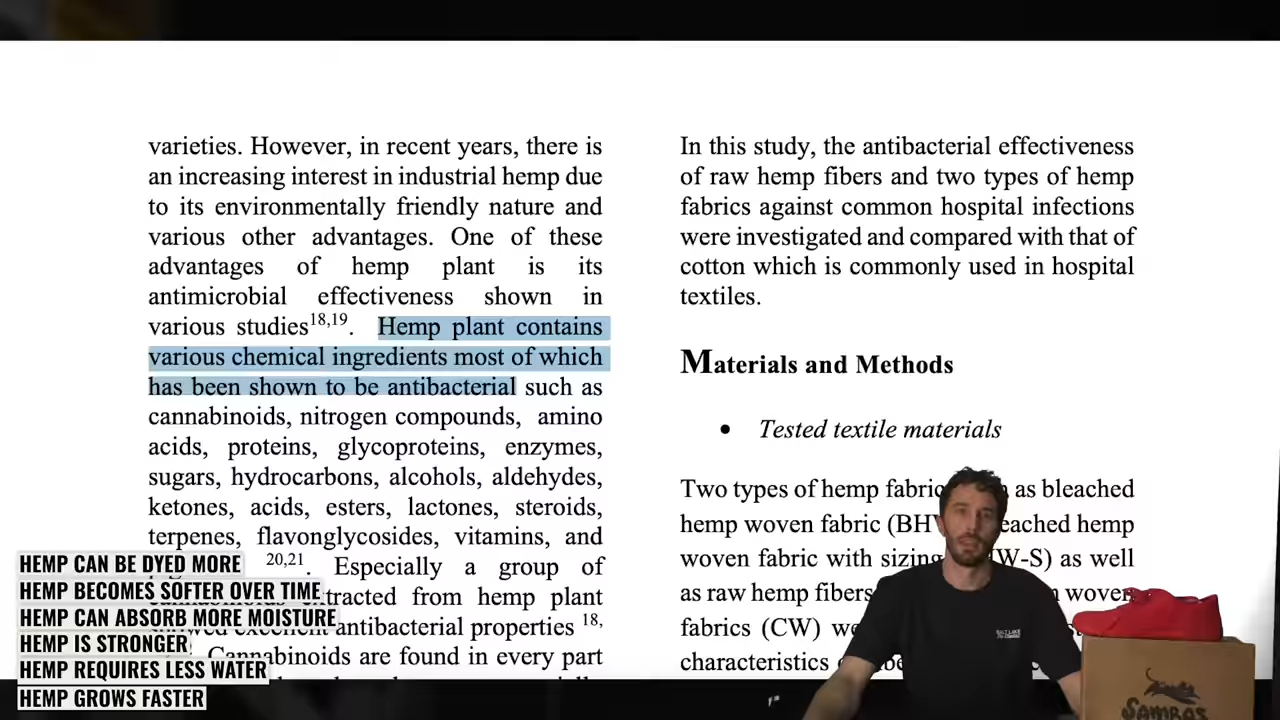 varieties. However, in recent years, there is
an increasing interest in industrial hemp due
to its environmentally friendly nature and
various other advantages. One of these
advantages of hemp plant is its
antimicrobial effectiveness shown in
various studies18,19. Hemp plant contains
various chemical ingredients most of which
has been shown to be antibacterial such as
cannabinoids, nitrogen compounds, amino
acids, proteins, glycoproteins, enzymes,
sugars, hydrocarbons, alcohols, aldehydes,
ketones, acids, esters, lactones, steroids,
terpenes, flavonglycosides, vitamins, and
20,21. Especially a group of
extracted from hemp plant
antibacterial properties 18,
Cannabinoids are found in every part
In this study, the antibacterial effectiveness
of raw hemp fibers and two types of hemp
fabrics against common hospital infections
were investigated and compared with that of
cotton which is commonly used in hospital
textiles.
Materials and Methods
• Tested textile materials
Two types of hemp fabric as bleached
hemp woven fabric (BH eached hemp
woven fabric with sizing W-S) as well
as raw hemp fibers woven
fabrics (CW)
characteristics
HEMP CAN BE DYED MORE
HEMP BECOMES SOFTER OVER TIME
HEMP CAN ABSORB MORE MOISTURE
HEMP IS STRONGER
HEMP REQUIRES LESS WATER
HEMP GROWS FASTER
SALT LAKE
SAMBAS